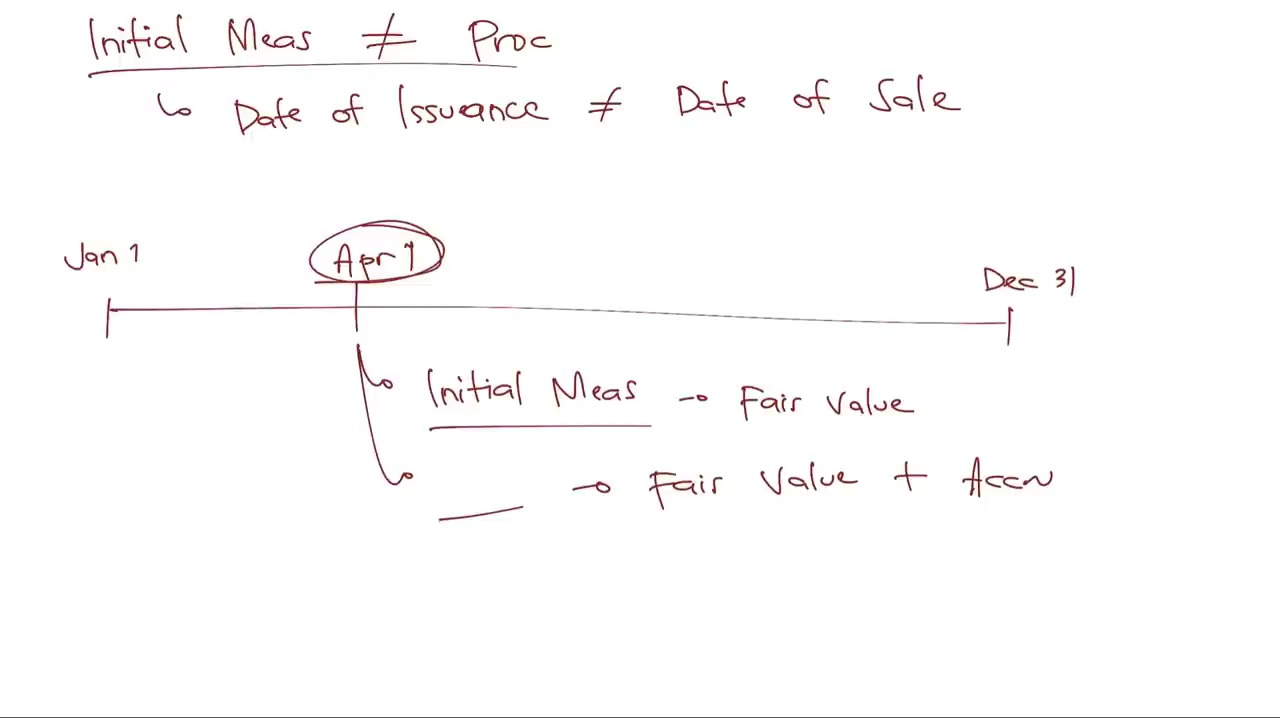 Initial Meas ≠ Proc
Date of Issuance ≠ Date of Sale
Jan 1
Apr 1
Dec 31
Initial Meas → Fair Value
→ Fair Value + Accr